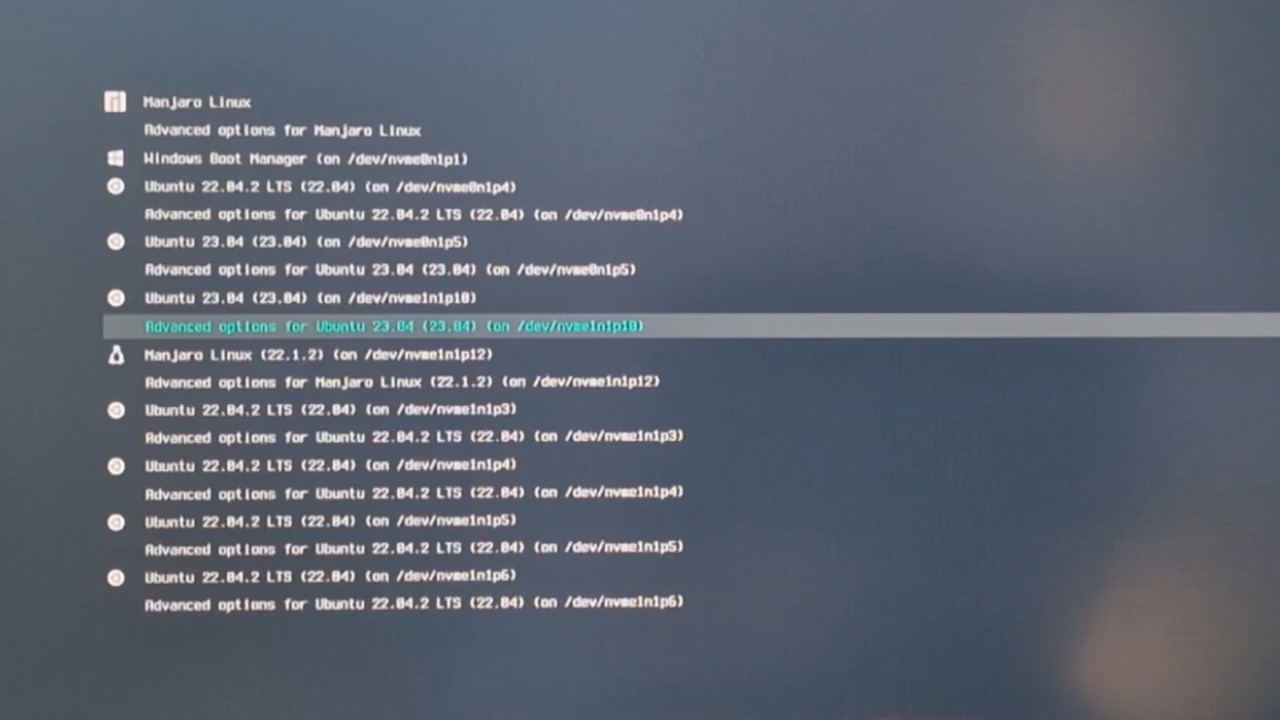 Manjaro Linux
Advanced options for Manjaro Linux
Windows Boot Manager (on /dev/nvme0n1p1)
Ubuntu 22.04.2 LTS (22.04) (on /dev/nvme0n1p4)
Advanced options for Ubuntu 22.04.2 LTS (22.04) (on /dev/nvme0n1p4)
Ubuntu 23.04 (23.04) (on /dev/nvme0n1p5)
Advanced options for Ubuntu 23.04 (23.04) (on /dev/nvme0n1p5)
Ubuntu 23.04 (23.04) (on /dev/nvme1n1p10)
Advanced options for Ubuntu 23.04 (23.04) (on /dev/nvme1n1p10)
Manjaro Linux (22.1.2) (on /dev/nvme1n1p12)
Advanced options for Manjaro Linux (22.1.2) (on /dev/nvme1n1p12)
Ubuntu 22.04.2 LTS (22.04) (on /dev/nvme1n1p3)
Advanced options for Ubuntu 22.04.2 LTS (22.04) (on /dev/nvme1n1p3)
Ubuntu 22.04.2 LTS (22.04) (on /dev/nvme1n1p4)
Advanced options for Ubuntu 22.04.2 LTS (22.04) (on /dev/nvme1n1p4)
Ubuntu 22.04.2 LTS (22.04) (on /dev/nvme1n1p5)
Advanced options for Ubuntu 22.04.2 LTS (22.04) (on /dev/nvme1n1p5)
Ubuntu 22.04.2 LTS (22.04) (on /dev/nvme1n1p6)
Advanced options for Ubuntu 22.04.2 LTS (22.04) (on /dev/nvme1n1p6)